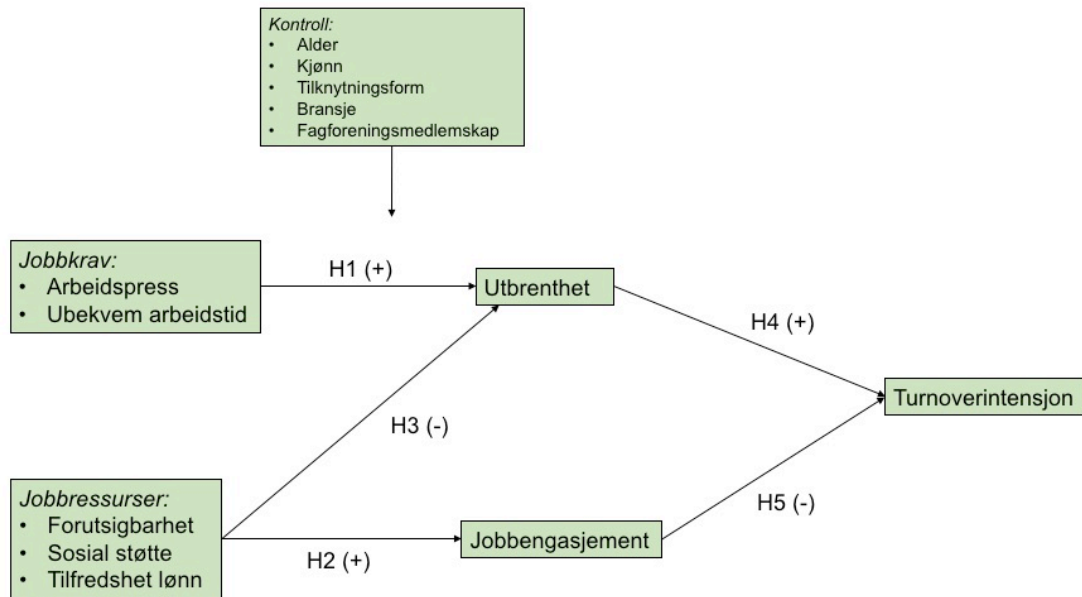 Kontroll:
• Alder
• Kjønn
• Tilknytningsform
• Bransje
• Fagforeningsmedlemskap
Jobbkrav:
• Arbeidspress
• Ubekvem arbeidstid
H1 (+)
Utbrenthet
H4 (+)
Turnoverintensjon
H3 (-)
Jobbressurser:
• Forutsigbarhet
• Sosial støtte
• Tilfredshet lønn
H2 (+)
Jobbengasjement
H5 (-)